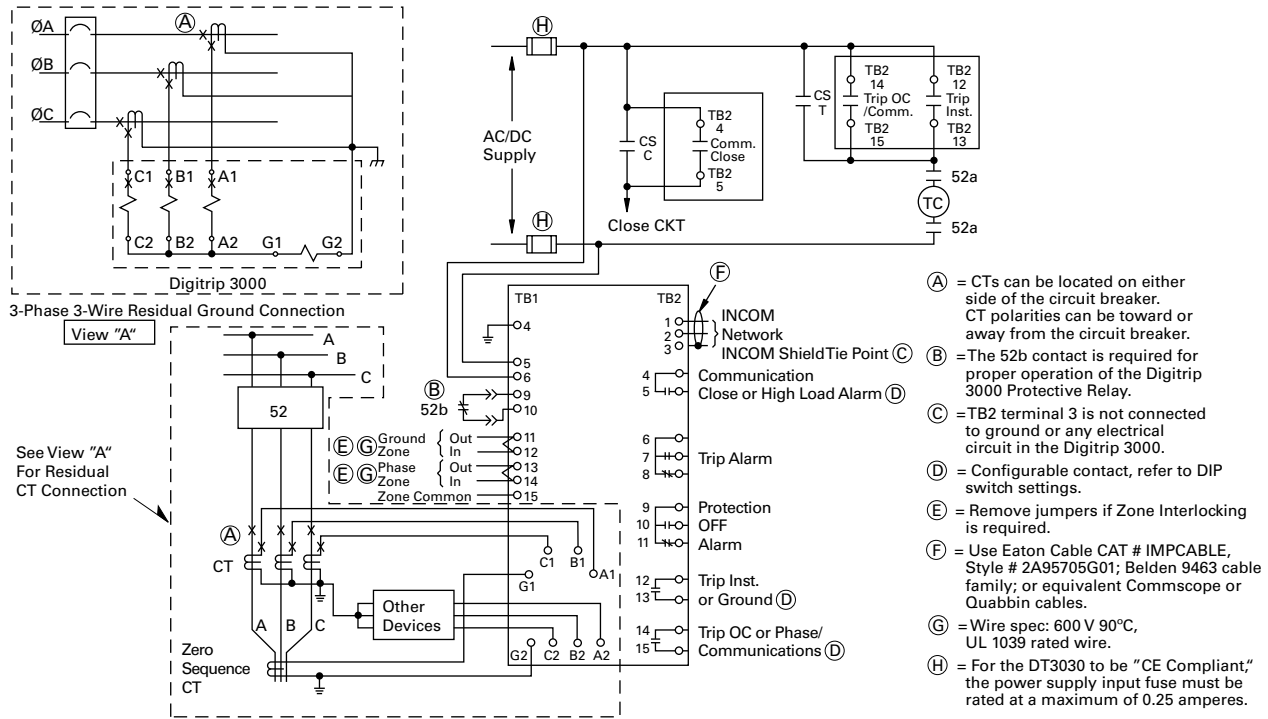 ØA
ØB
ØC
A
C1 B1 A1
C2 B2 A2 G1 G2
Digitrip 3000
3-Phase 3-Wire Residual Ground Connection
View "A"
H
AC/DC
Supply
H
CS
C
TB2
4
Comm.
Close
TB2
5
Close CKT
CS
T
TB2
14
Trip OC
/Comm.
TB2
15
TB2
12
Trip
Inst.
TB2
13
52a
TC
52a
A
B
C
52
See View "A"
For Residual
CT Connection
A
CT
A B C
Zero
Sequence
CT
Other
Devices
TB1
4
5
6
B
52b
9
10
E G Ground
Zone
Out
In
11
12
E G Phase
Zone
Out
In
13
14
Zone Common
15
C1 B1 A1
G1
G2 C2 B2 A2
TB2
F
1
2
3
INCOM
Network
INCOM Shield Tie Point C
4
5
Communication
Close or High Load Alarm D
6
7
8
Trip Alarm
9
10
11
Protection
OFF
Alarm
12
13
Trip Inst.
or Ground D
14
15
Trip OC or Phase/
Communications D
A = CTs can be located on either
side of the circuit breaker.
CT polarities can be toward or
away from the circuit breaker.
B =The 52b contact is required for
proper operation of the Digitrip
3000 Protective Relay.
C =TB2 terminal 3 is not connected
to ground or any electrical
circuit in the Digitrip 3000.
D = Configurable contact, refer to DIP
switch settings.
E = Remove jumpers if Zone Interlocking
is required.
F = Use Eaton Cable CAT # IMPCABLE,
Style # 2A95705G01; Belden 9463 cable
family; or equivalent Commscope or
Quabbin cables.
G = Wire spec: 600 V 90ºC,
UL 1039 rated wire.
H = For the DT3030 to be "CE Compliant,"
the power supply input fuse must be
rated at a maximum of 0.25 amperes.